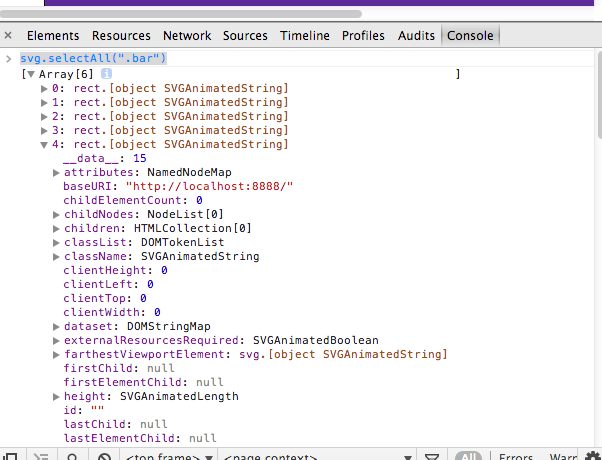 × Elements Resources Network Sources Timeline Profiles Audits Console
> svg.selectAll(".bar")
[▼ Array[6] i ]
▶ 0: rect.[object SVGAnimatedString]
▶ 1: rect.[object SVGAnimatedString]
▶ 2: rect.[object SVGAnimatedString]
▶ 3: rect.[object SVGAnimatedString]
▼ 4: rect.[object SVGAnimatedString]
__data__: 15
▶ attributes: NamedNodeMap
baseURI: "http://localhost:8888/"
childElementCount: 0
▶ childNodes: NodeList[0]
▶ children: HTMLCollection[0]
▶ classList: DOMTokenList
▶ className: SVGAnimatedString
clientHeight: 0
clientLeft: 0
clientTop: 0
clientWidth: 0
▶ dataset: DOMStringMap
▶ externalResourcesRequired: SVGAnimatedBoolean
▶ farthestViewportElement: svg.[object SVGAnimatedString]
firstChild: null
firstElementChild: null
▶ height: SVGAnimatedLength
id: ""
lastChild: null
lastElementChild: null
<top frame> ▼ <page context> ▼ All Errors Warn